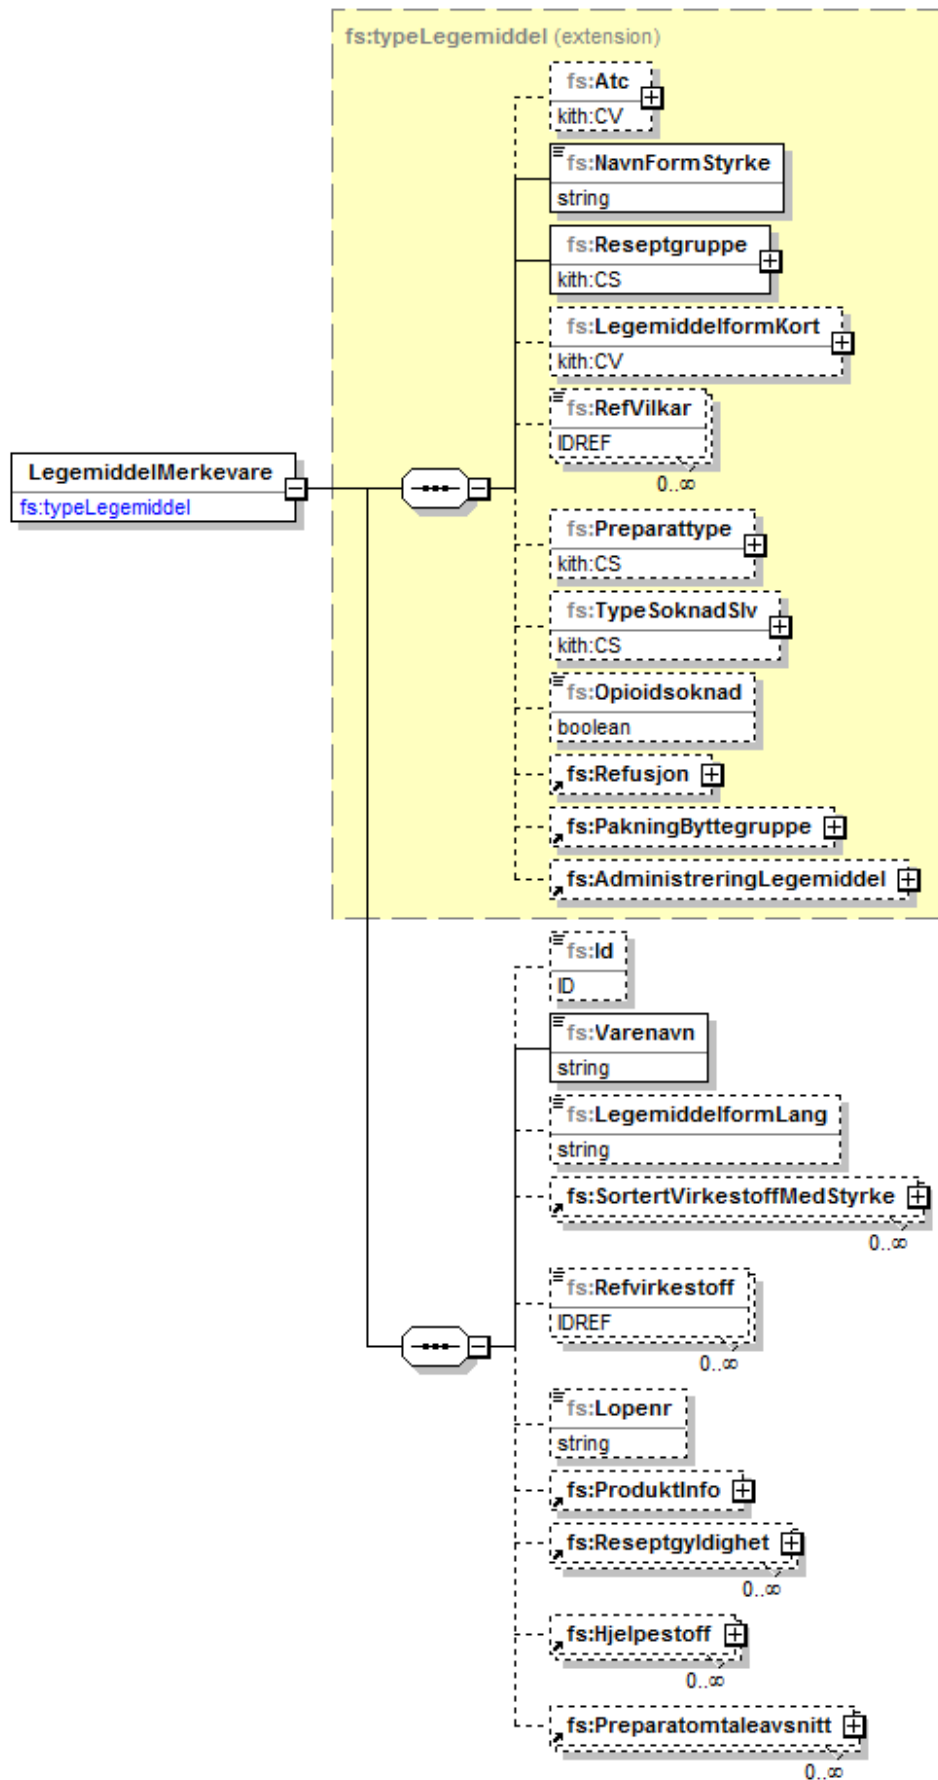 fs:typeLegemiddel (extension)
fs:Atc
kith:CV
fs:NavnFormStyrke
string
fs:Reseptgruppe
kith:CS
fs:LegemiddelformKort
kith:CV
fs:RefVilkar
IDREF
0..∞
LegemiddelMerkevare
fs:typeLegemiddel
fs:Preparattype
kith:CS
fs:TypeSoknadSlv
kith:CS
fs:Opioidsoknad
boolean
fs:Refusjon
fs:PakningByttegruppe
fs:AdministreringLegemiddel
fs:Id
ID
fs:Varenavn
string
fs:LegemiddelformLang
string
fs:SortertVirkestoffMedStyrke
0..∞
fs:Refvirkestoff
IDREF
0..∞
fs:Lopenr
string
fs:ProduktInfo
fs:Reseptgyldighet
0..∞
fs:Hjelpestoff
0..∞
fs:Preparatomtaleavsnitt
0..∞